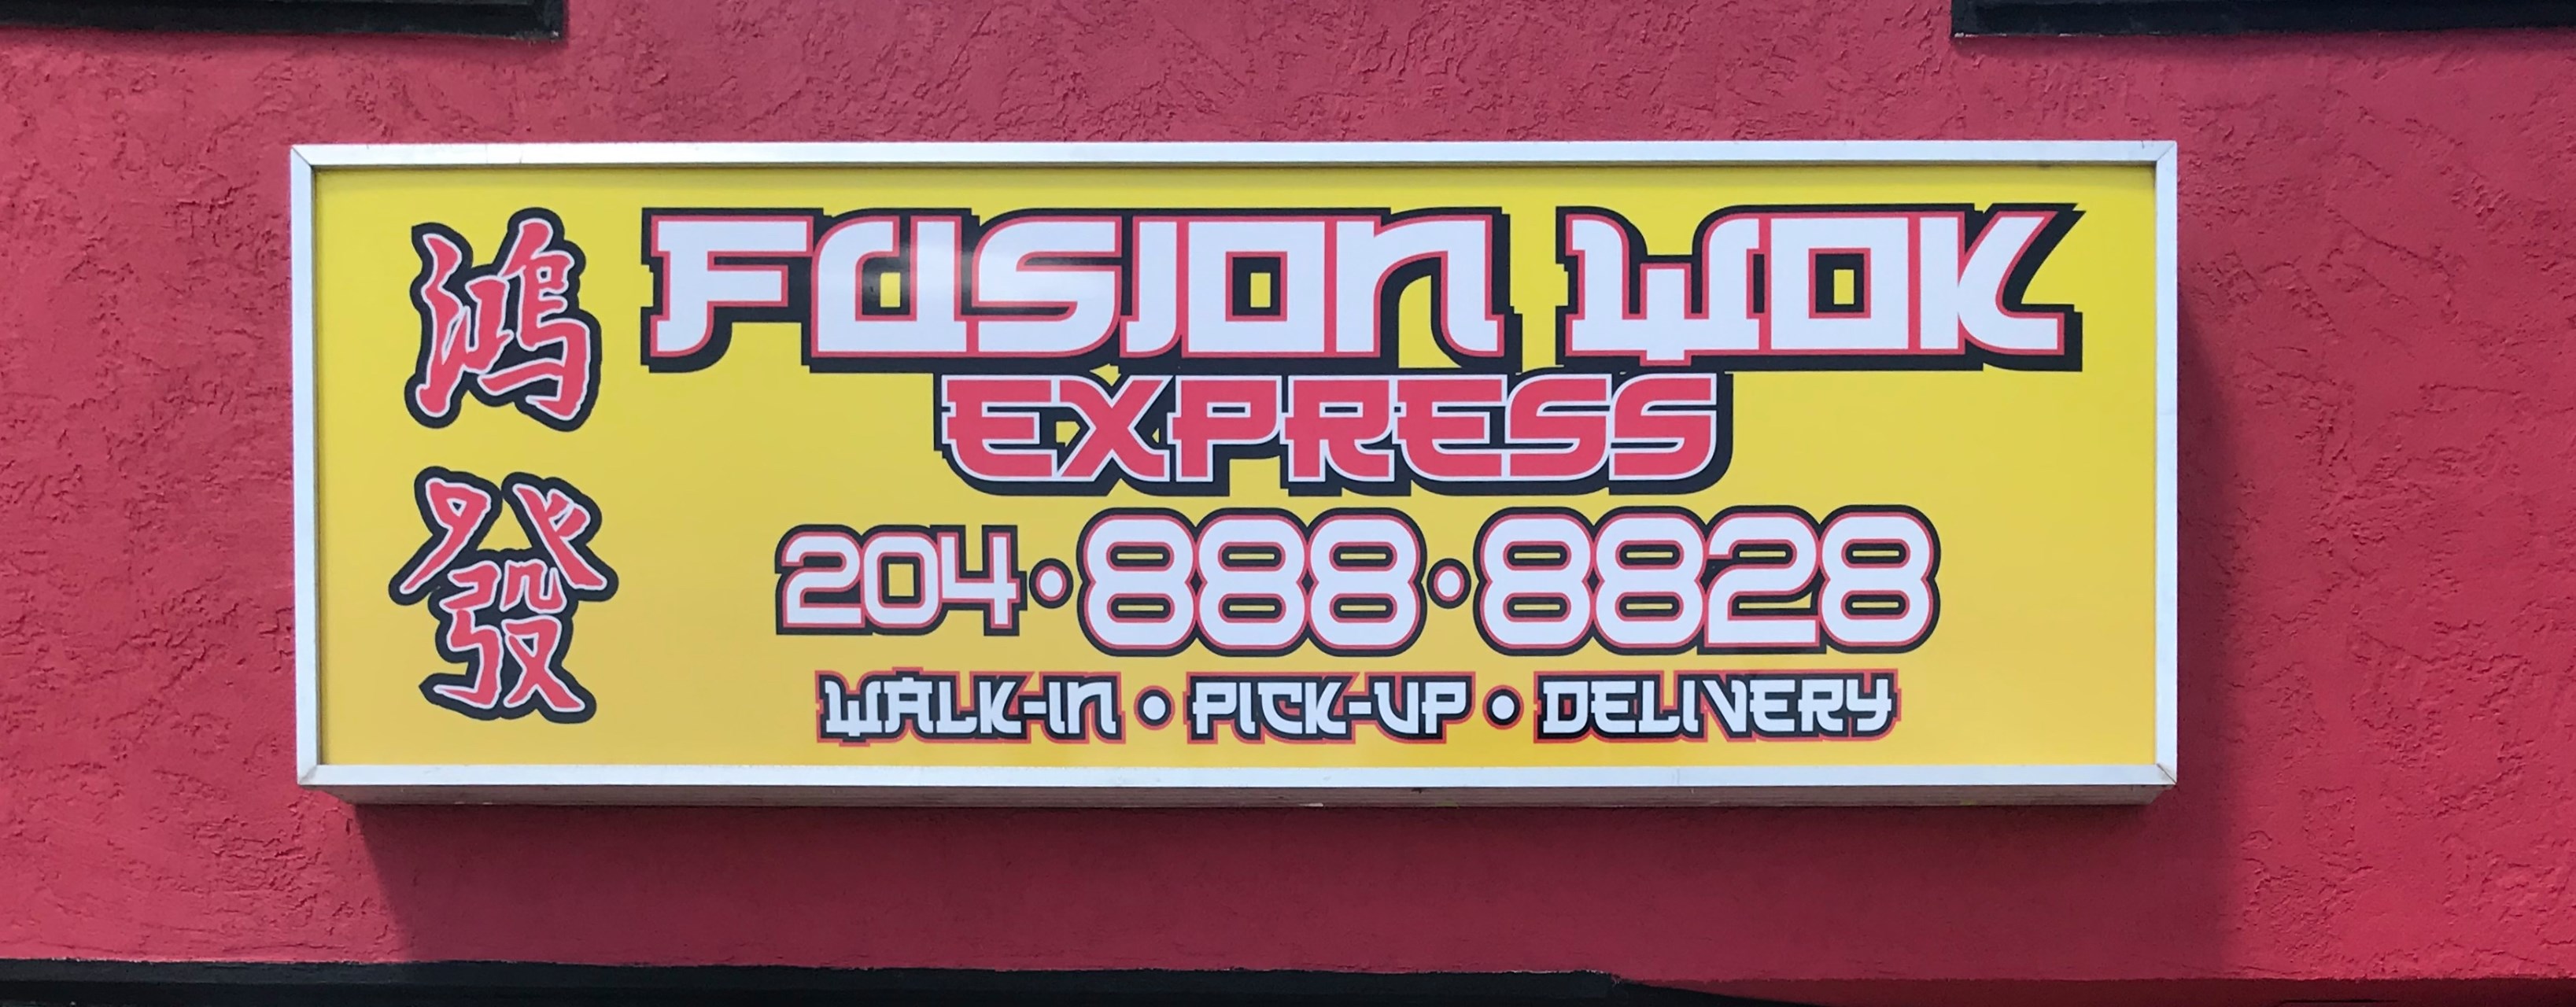 鴻發
FUSION WOK
EXPRESS
204•888•8828
WALK-IN • PICK-UP • DELIVERY